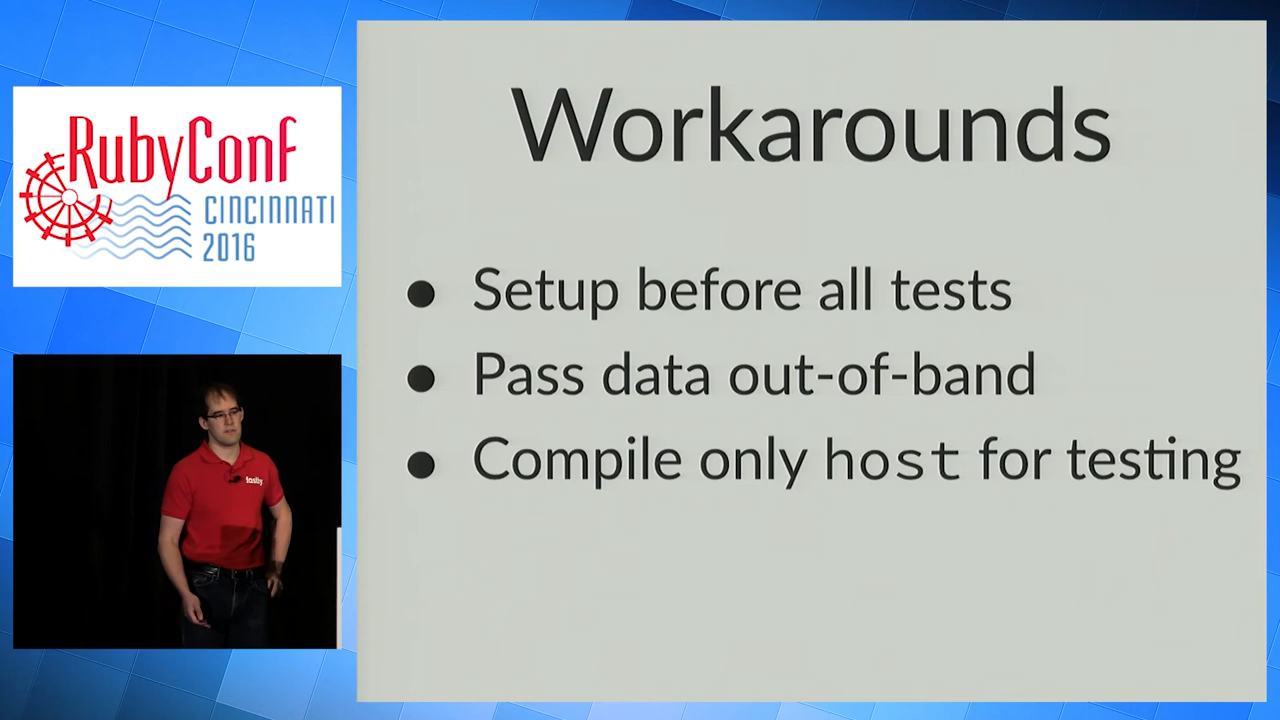 RubyConf
CINCINNATI
2016
fastly
Workarounds
● Setup before all tests
● Pass data out-of-band
● Compile only host for testing